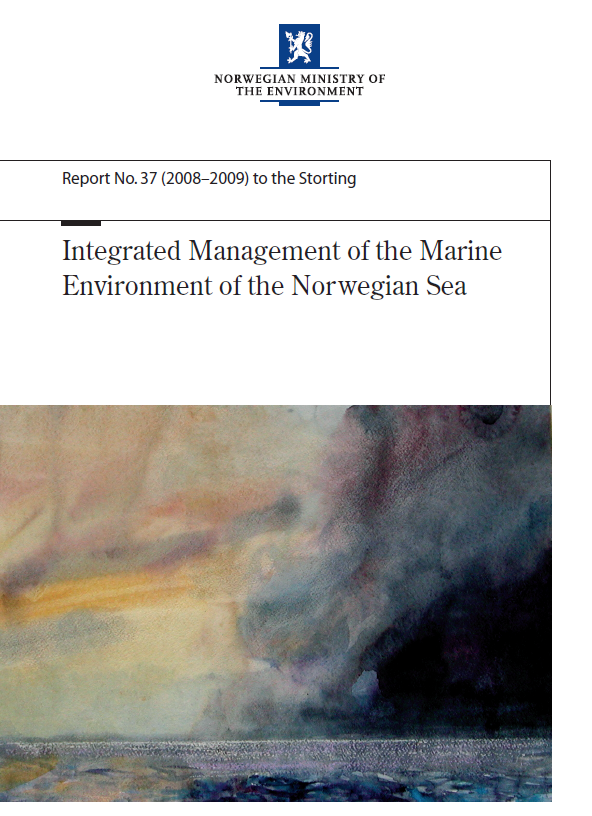 NORWEGIAN MINISTRY OF
THE ENVIRONMENT
Report No. 37 (2008–2009) to the Storting
Integrated Management of the Marine
Environment of the Norwegian Sea